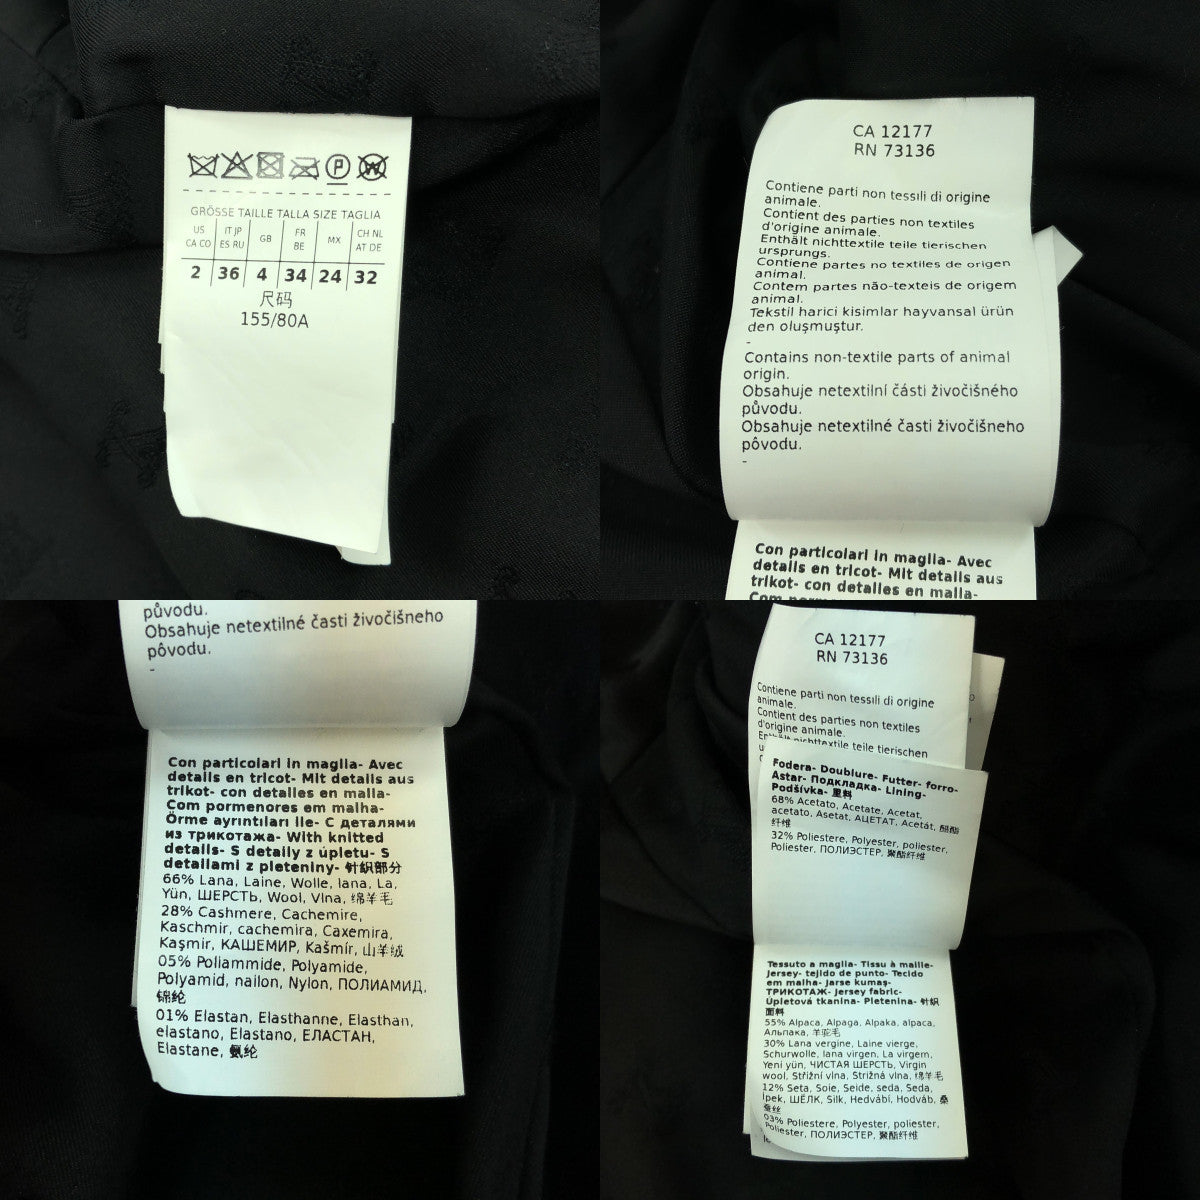 GRÖSSE TAILLE TALLA SIZE TAGLIA
US CA CO
IT JP ES RU
GB
FR BE
MX
CH NL AT DE
2 36 4 34 24 32
尺码
155/80A
CA 12177
RN 73136
Contiene parti non tessili di origine
animale.
Contient des parties non textiles
d'origine animale.
Enthält nichttextile teile tierischen
ursprungs.
Contiene partes no textiles de origen
animal.
Contem partes não-texteis de origem
animal.
Tekstil harici kisimlar hayvansal ürün
den oluşmuştur.
-
Contains non-textile parts of animal
origin.
Obsahuje netextilní části živočišného
původu.
Obsahuje netextilné časti živočišneho
pôvodu.
-
Con particolari in maglia- Avec
details en tricot- Mit details aus
trikot- con detalles en malla-
Com pormenores
původu.
Obsahuje netextilné časti živočišneho
pôvodu.
-
Con particolari in maglia- Avec
details en tricot- Mit details aus
trikot- con detalles en malla-
Com pormenores em malha-
Örme ayrıntıları ile- С деталями
из трикотажа- With knitted
details- S detaily z úpletu- S
detailami z pleteniny- 针织部分
66% Lana, Laine, Wolle, lana, La,
Yün, ШЕРСТЬ, Wool, Vlna, 绵羊毛
28% Cashmere, Cachemire,
Kaschmir, cachemira, Caxemira,
Kaşmir, КАШЕМИР, Kašmír, 山羊绒
05% Poliammide, Polyamide,
Polyamid, nailon, Nylon, ПОЛИАМИД,
锦纶
01% Elastan, Elasthanne, Elasthan,
elastano, Elastano, ЕЛАСТАН,
Elastane, 氨纶
CA 12177
RN 73136
Contiene parti non tessili di origine
animale.
Contient des parties non textiles
d'origine animale.
nichttextile teile tierischen
Fodera- Doublure- Futter- forro-
Astar- Подкладка- Lining-
Podšívka- 里料
68% Acetato, Acetate, Acetat,
acetato, Asetat, АЦЕТАТ, Acetát, 醋酯
纤维
32% Poliestere, Polyester, poliester,
Poliester, ПОЛИЭСТЕР, 聚酯纤维
Tessuto a maglia- Tissu à maille-
Jersey- tejido de punto- Tecido
em malha- Jarse kumaş-
ТРИКОТАЖ- Jersey fabric-
Úpletová tkanina- Pletenina- 针织
面料
55% Alpaca, Alpaga, Alpaka, alpaca,
Альпака, 羊驼毛
30% Lana vergine, Laine vierge,
Schurwolle, lana virgen, La virgem,
Yeni yün, ЧИСТАЯ ШЕРСТЬ, Virgin
wool, Střižní vlna, Strižná vlna, 绵羊毛
12% Seta, Soie, Seide, seda, Seda,
İpek, ШЁЛК, Silk, Hedvábí, Hodváb, 桑
蚕丝
03% Poliestere, Polyester, poliester,
Poliester, ПОЛИЭСТЕР, 聚酯纤维